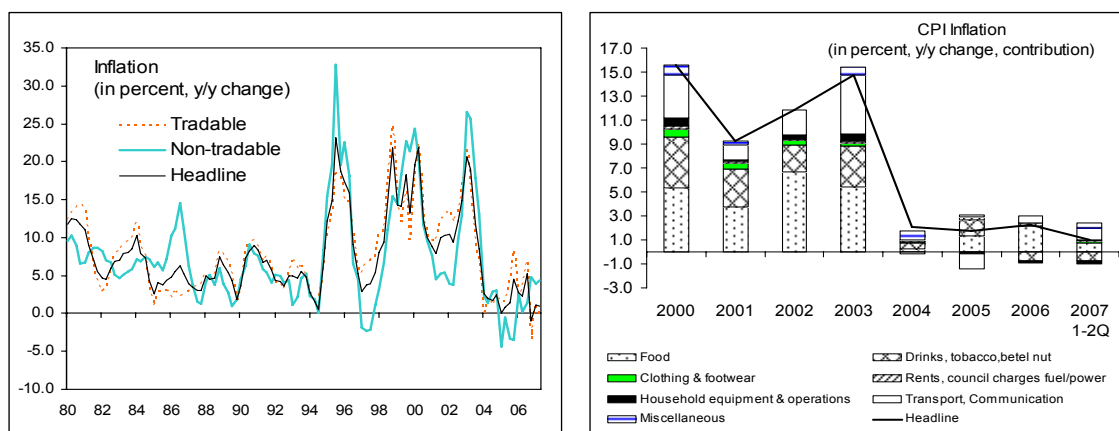 Inflation
(in percent, y/y change)
Tradable
Non-tradable
Headline
35.0
30.0
25.0
20.0
15.0
10.0
5.0
0.0
-5.0
-10.0
80 82 84 86 88 90 92 94 96 98 00 02 04 06
CPI Inflation
(in percent, y/y change, contribution)
17.0
15.0
13.0
11.0
9.0
7.0
5.0
3.0
1.0
-1.0
-3.0
2000 2001 2002 2003 2004 2005 2006 2007
1-2Q
Food
Drinks, tobacco,betel nut
Clothing & footwear
Rents, council charges fuel/power
Household equipment & operations
Transport, Communication
Miscellaneous
Headline